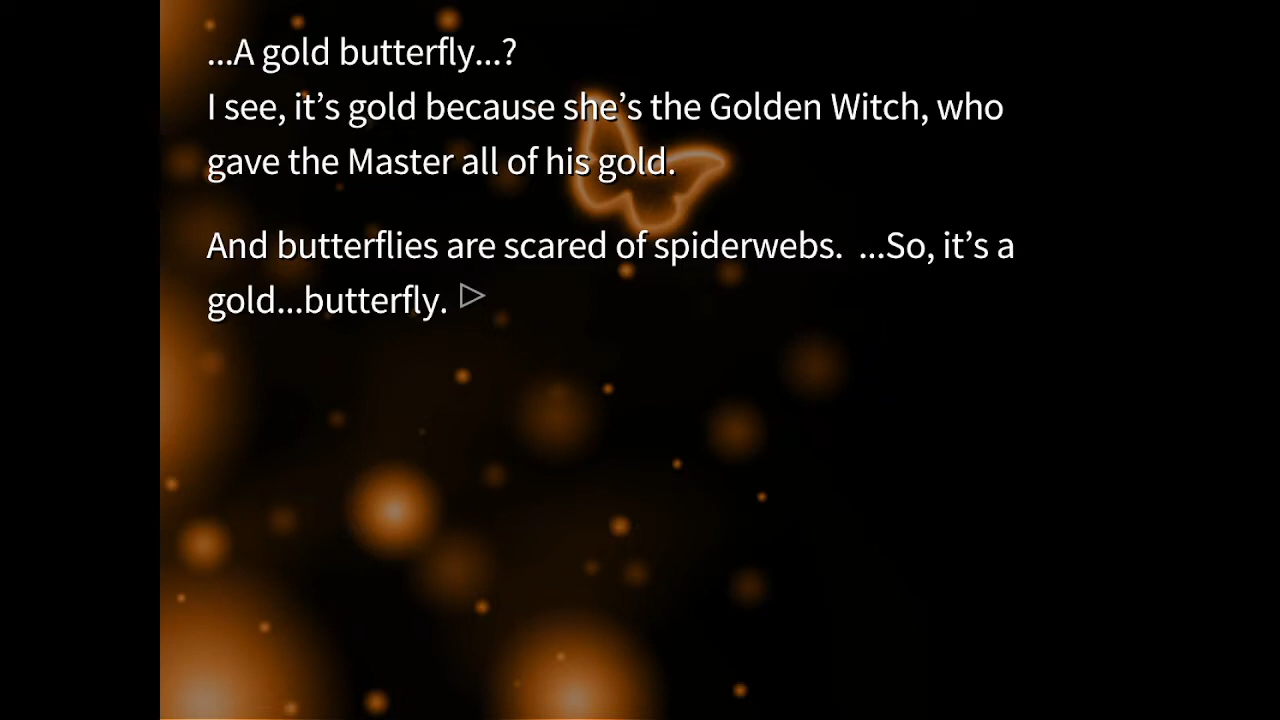 ...A gold butterfly...?
I see, it’s gold because she’s the Golden Witch, who
gave the Master all of his gold.
And butterflies are scared of spiderwebs.  ...So, it’s a
gold...butterfly.